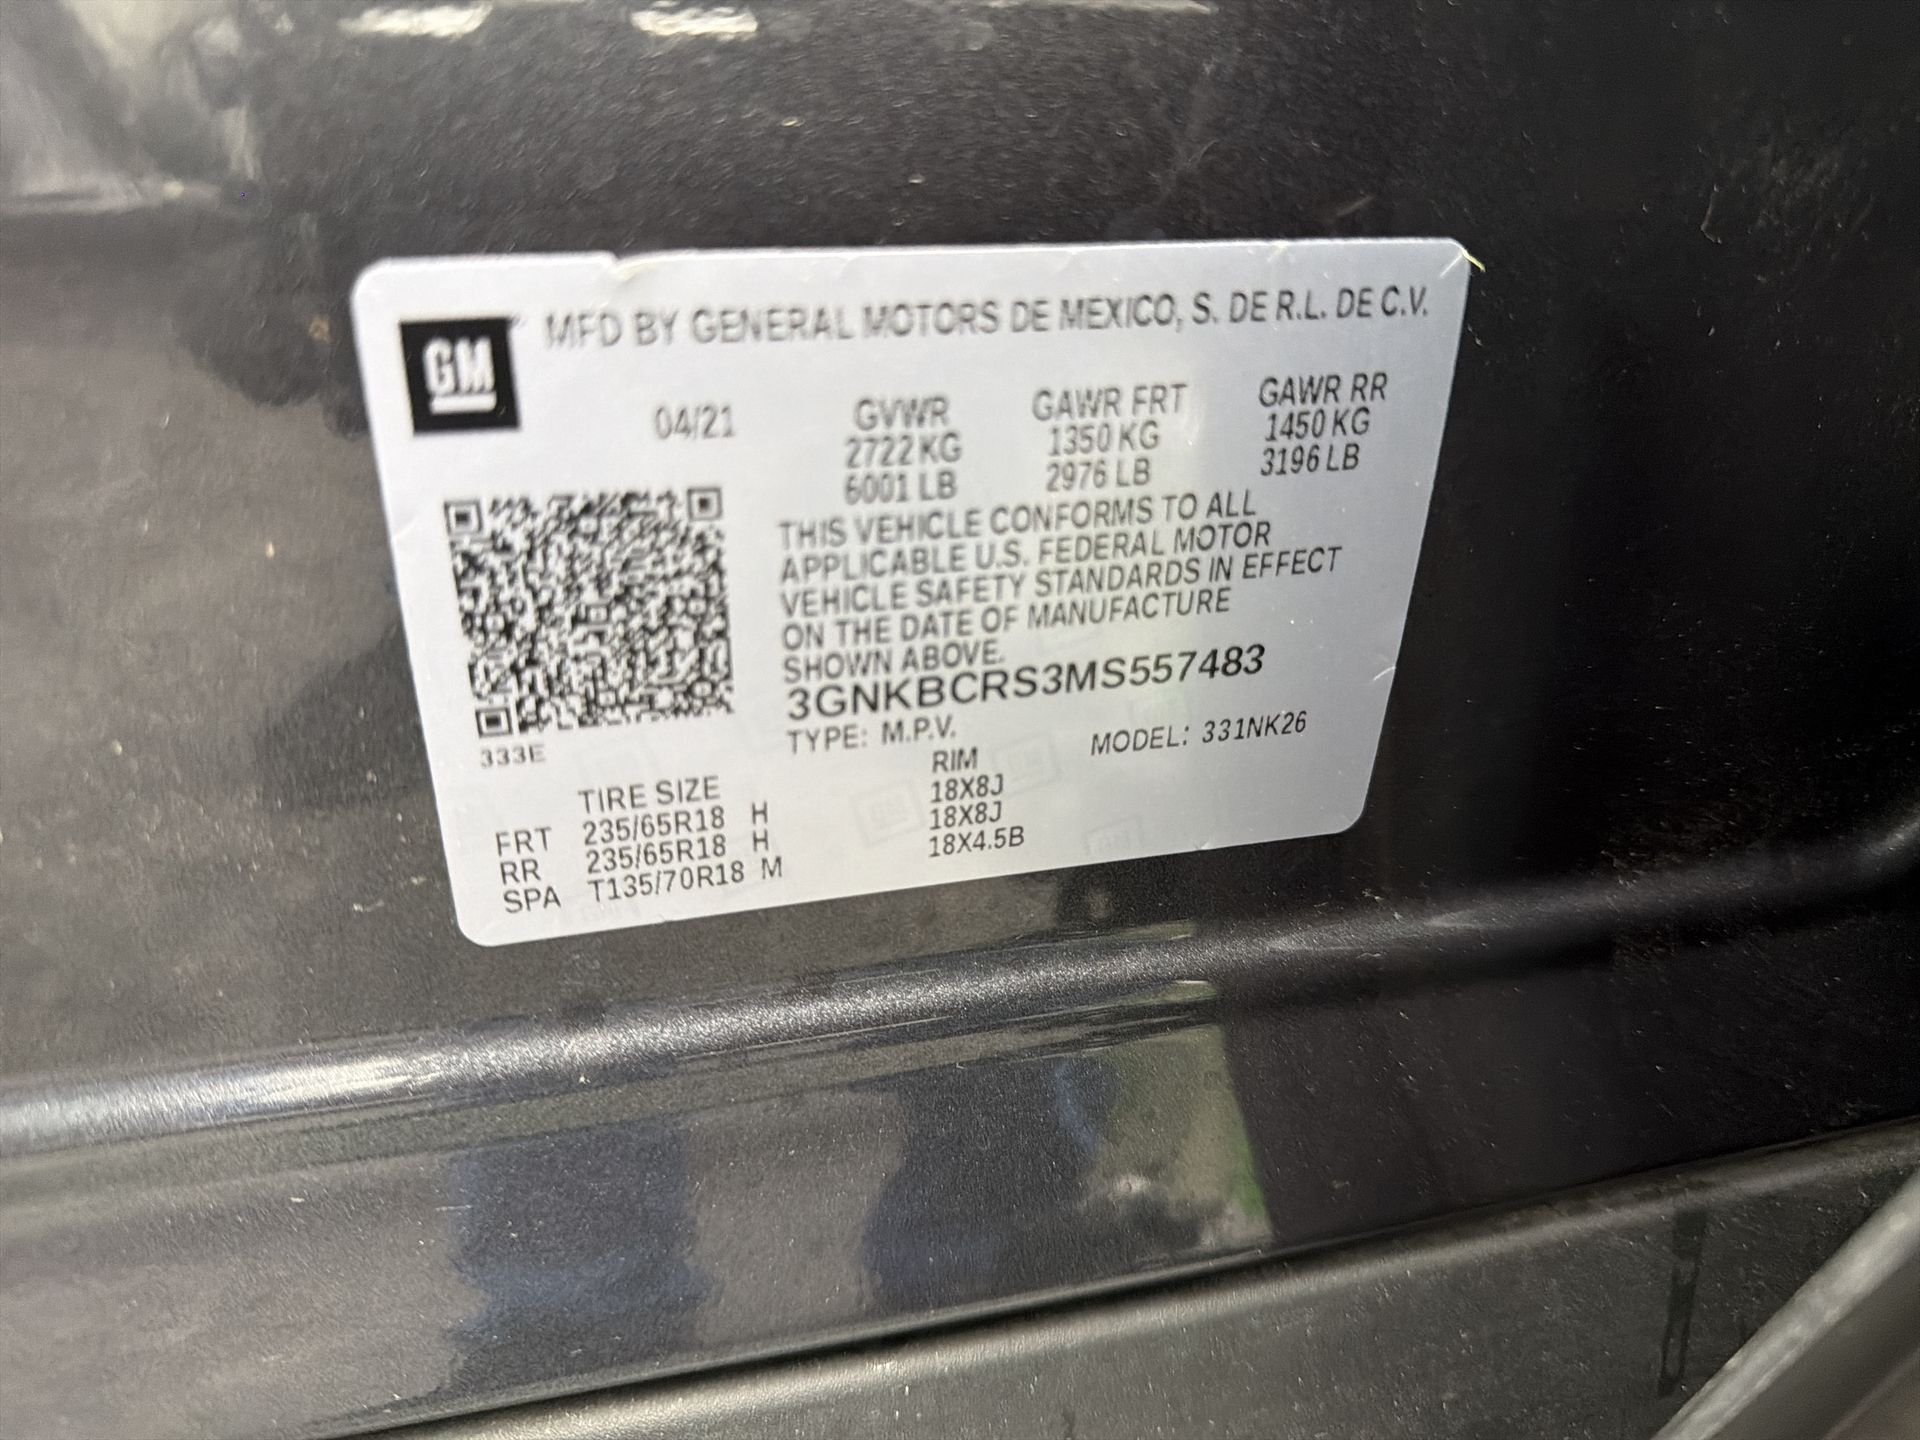 GM
MFD BY GENERAL MOTORS DE MEXICO, S. DE R.L. DE C.V.
04/21
GVWR
2722 KG
6001 LB
GAWR FRT
1350 KG
2976 LB
GAWR RR
1450 KG
3196 LB
THIS VEHICLE CONFORMS TO ALL
APPLICABLE U.S. FEDERAL MOTOR
VEHICLE SAFETY STANDARDS IN EFFECT
ON THE DATE OF MANUFACTURE
SHOWN ABOVE.
3GNKBCRS3MS557483
TYPE: M.P.V. MODEL: 331NK26
333E
TIRE SIZE RIM
FRT 235/65R18 H 18X8J
RR 235/65R18 H 18X8J
SPA T135/70R18 M 18X4.5B